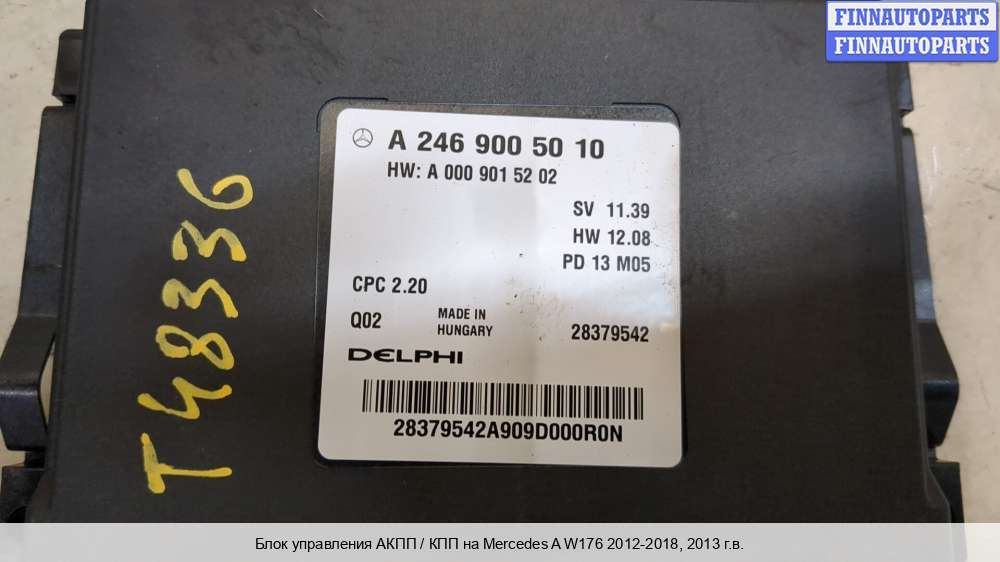 FINNAUTOPARTS
FINNAUTOPARTS
A 246 900 50 10
HW: A 000 901 52 02
SV 11.39
HW 12.08
PD 13 M05
CPC 2.20
Q02
MADE IN
HUNGARY
28379542
DELPHI
28379542A909D000R0N
T48336
Блок управления АКПП / КПП на Mercedes A W176 2012-2018, 2013 г.в.